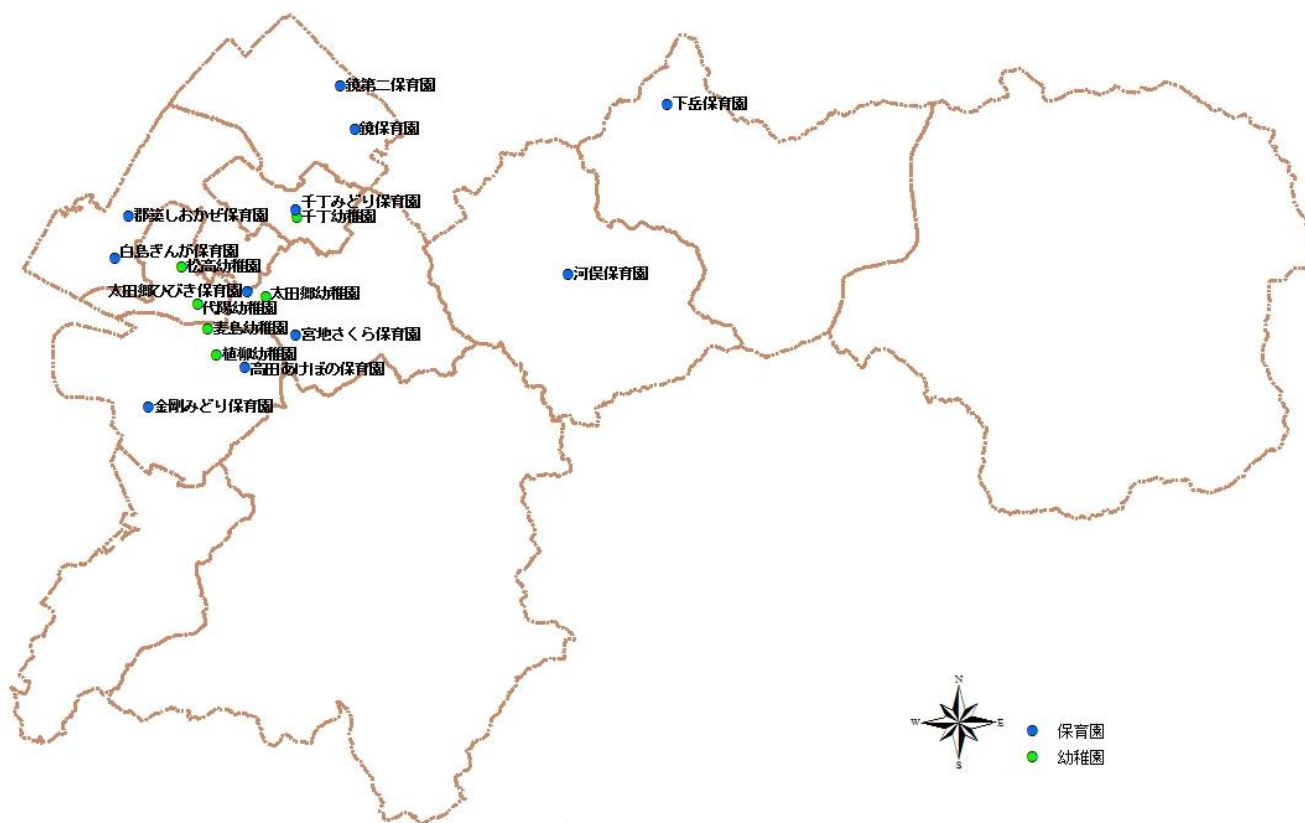 鏡第二保育園
下岳保育園
鏡保育園
千丁みどり保育園
郡築しおかぜ保育園
千丁幼稚園
白島ぎんが保育園
松高幼稚園
河俣保育園
太田郷ひびき保育園
太田郷幼稚園
代陽幼稚園
麦島幼稚園
宮地さくら保育園
植柳幼稚園
高田あけぼの保育園
金剛みどり保育園
N
W
E
S
保育園
幼稚園